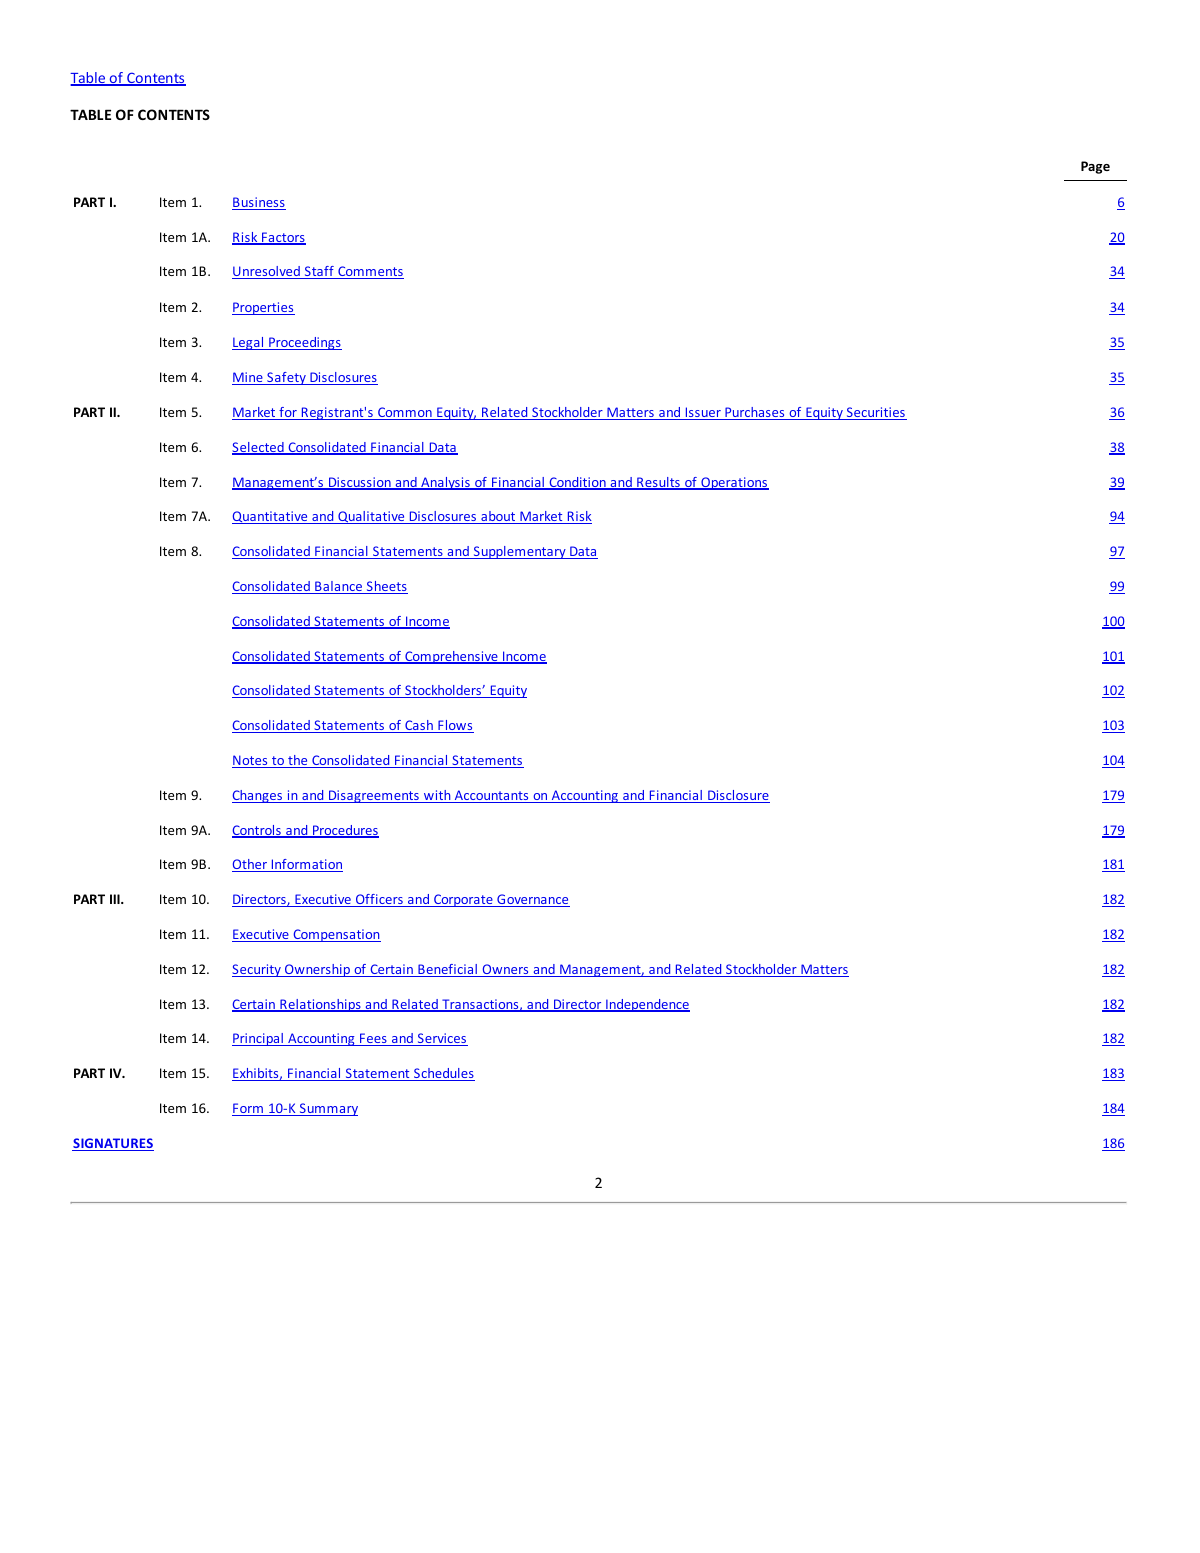 Table of Contents
TABLE OF CONTENTS
Page
PART I. Item 1. Business 6
Item 1A. Risk Factors 20
Item 1B. Unresolved Staff Comments 34
Item 2. Properties 34
Item 3. Legal Proceedings 35
Item 4. Mine Safety Disclosures 35
PART II. Item 5. Market for Registrant's Common Equity, Related Stockholder Matters and Issuer Purchases of Equity Securities 36
Item 6. Selected Consolidated Financial Data 38
Item 7. Management’s Discussion and Analysis of Financial Condition and Results of Operations 39
Item 7A. Quantitative and Qualitative Disclosures about Market Risk 94
Item 8. Consolidated Financial Statements and Supplementary Data 97
Consolidated Balance Sheets 99
Consolidated Statements of Income 100
Consolidated Statements of Comprehensive Income 101
Consolidated Statements of Stockholders’ Equity 102
Consolidated Statements of Cash Flows 103
Notes to the Consolidated Financial Statements 104
Item 9. Changes in and Disagreements with Accountants on Accounting and Financial Disclosure 179
Item 9A. Controls and Procedures 179
Item 9B. Other Information 181
PART III. Item 10. Directors, Executive Officers and Corporate Governance 182
Item 11. Executive Compensation 182
Item 12. Security Ownership of Certain Beneficial Owners and Management, and Related Stockholder Matters 182
Item 13. Certain Relationships and Related Transactions, and Director Independence 182
Item 14. Principal Accounting Fees and Services 182
PART IV. Item 15. Exhibits, Financial Statement Schedules 183
Item 16. Form 10-K Summary 184
SIGNATURES 186
2